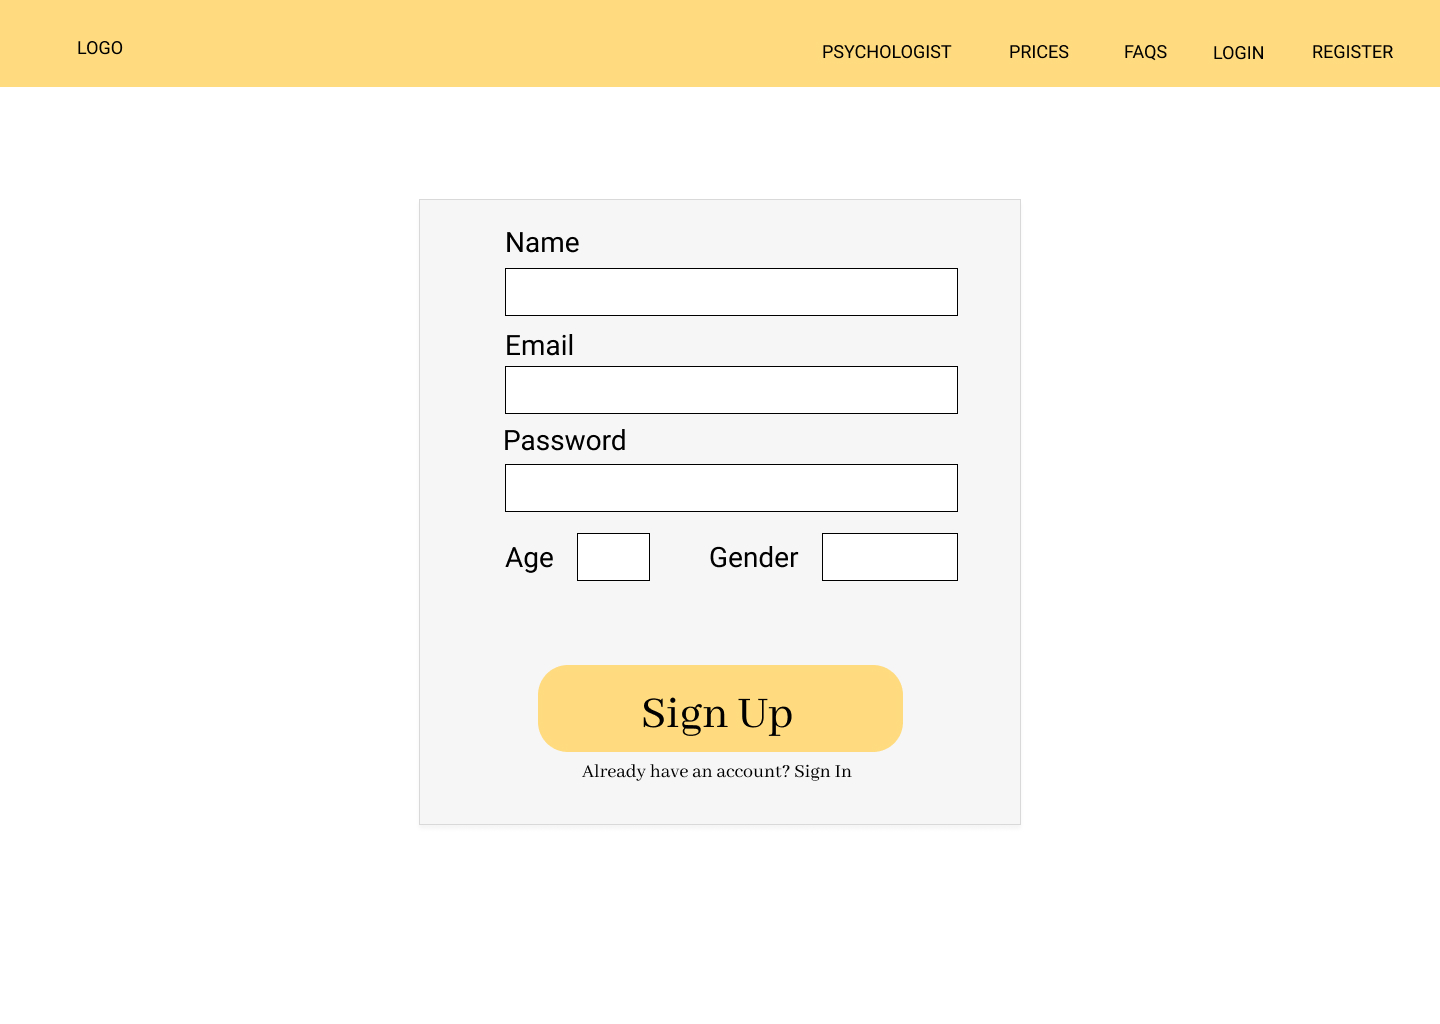 LOGO PSYCHOLOGIST PRICES FAQS LOGIN REGISTER
Name
Email
Password
Age Gender
Sign Up
Already have an account? Sign In